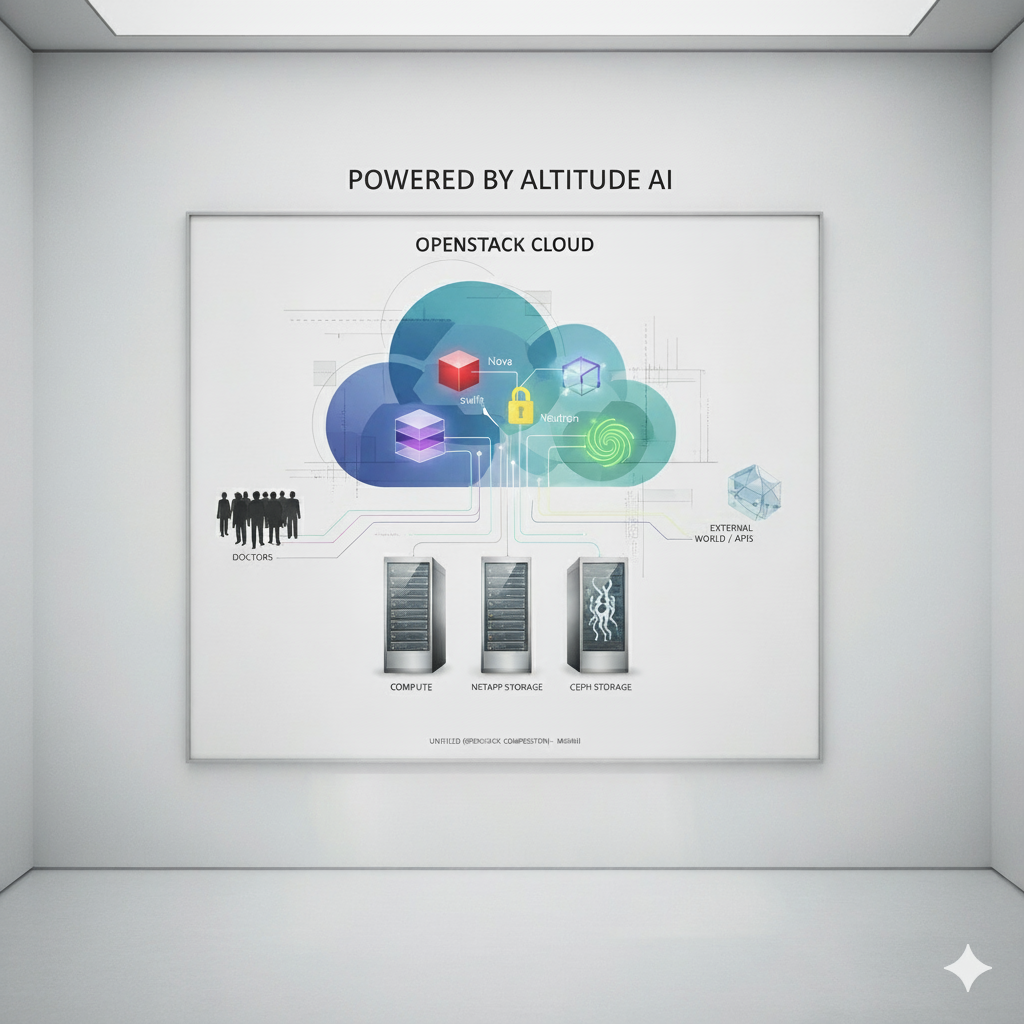 POWERED BY ALTITUDE AI
OPENSTACK CLOUD
Nova
Neutron
DOCTORS
EXTERNAL
WORLD / APIS
COMPUTE
NETAPP STORAGE
CEPH STORAGE